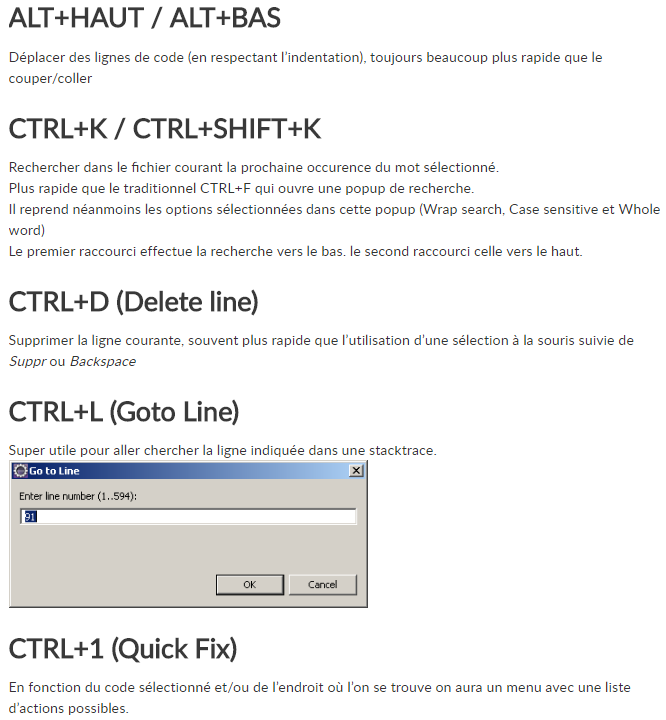 ALT+HAUT / ALT+BAS
Déplacer des lignes de code (en respectant l'indentation), toujours beaucoup plus rapide que le
couper/coller
CTRL+K / CTRL+SHIFT+K
Rechercher dans le fichier courant la prochaine occurence du mot sélectionné.
Plus rapide que le traditionnel CTRL+F qui ouvre une popup de recherche.
Il reprend néanmoins les options sélectionnées dans cette popup (Wrap search, Case sensitive et Whole
word)
Le premier raccourci effectue la recherche vers le bas. le second raccourci celle vers le haut.
CTRL+D (Delete line)
Supprimer la ligne courante, souvent plus rapide que l'utilisation d'une sélection à la souris suivie de
Suppr ou Backspace
CTRL+L (Goto Line)
Super utile pour aller chercher la ligne indiquée dans une stacktrace.
Go to Line
Enter line number (1..594):
91
OK Cancel
CTRL+1 (Quick Fix)
En fonction du code sélectionné et/ou de l'endroit où l'on se trouve on aura un menu avec une liste
d'actions possibles.